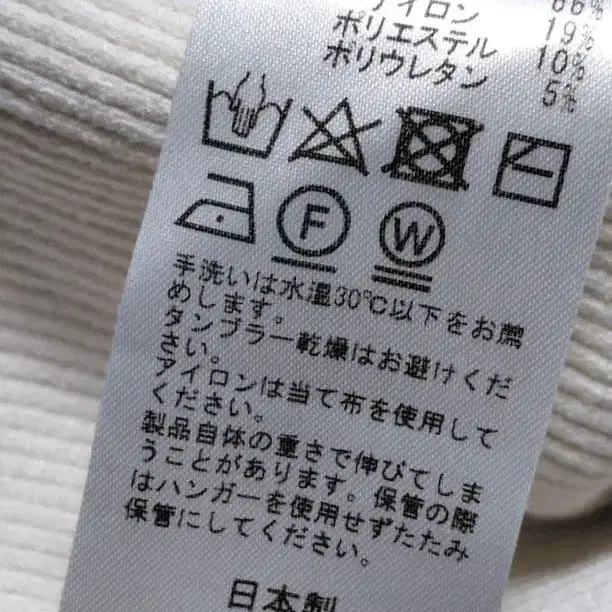 イロン 66%
ポリエステル 19%
ポリウレタン 10%
5%
F
W
手洗いは水温30℃以下をお薦
めします。
タンブラー乾燥はお避けくだ
さい。
アイロンは当て布を使用して
ください。
製品自体の重さで伸びてしま
うことがあります。保管の際
はハンガーを使用せずたたみ
保管にしてください。
日本製